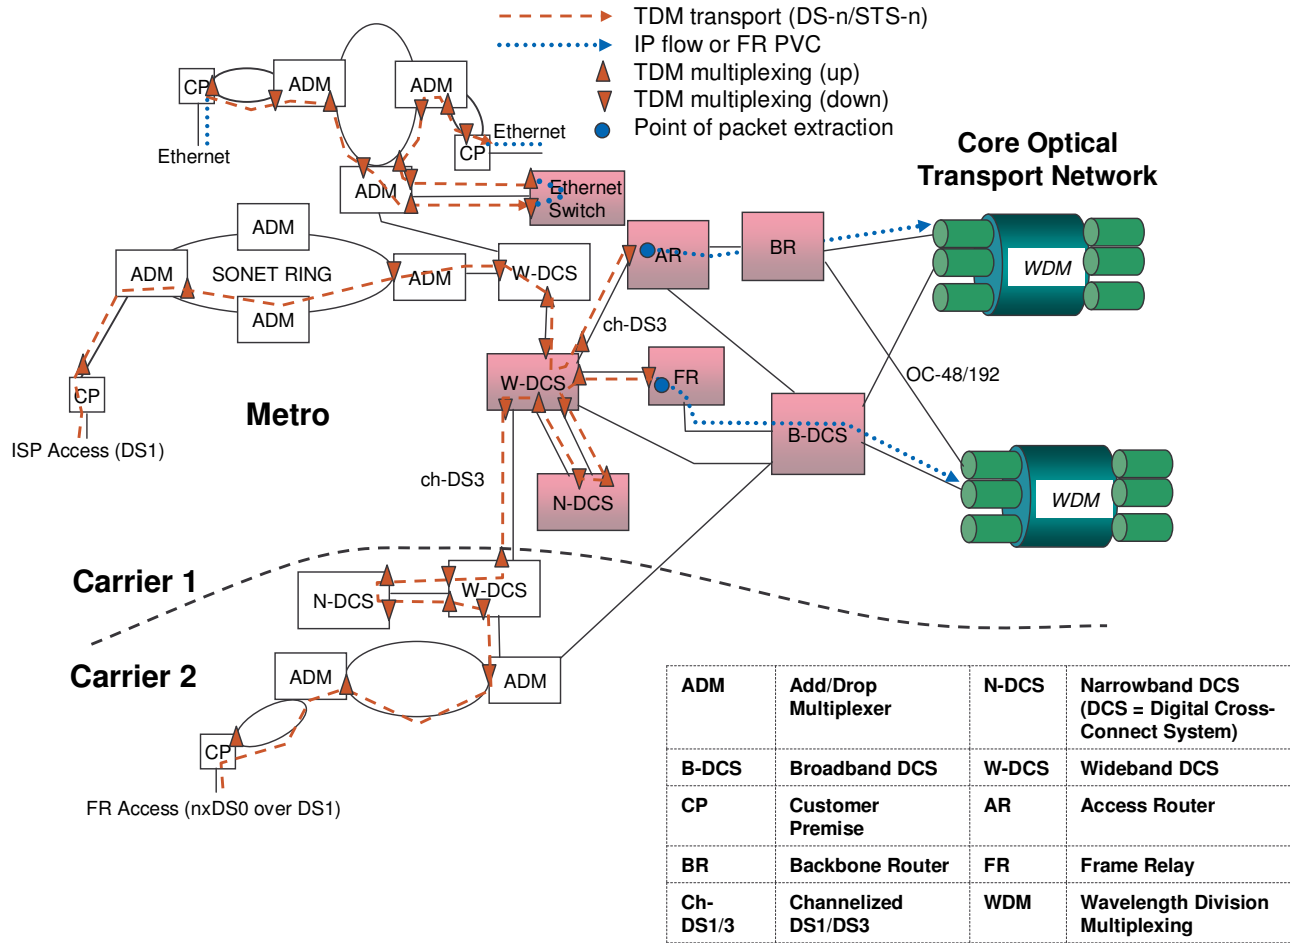 TDM transport (DS-n/STS-n)
IP flow or FR PVC
TDM multiplexing (up)
TDM multiplexing (down)
Point of packet extraction
CP
ADM
ADM
Ethernet
Ethernet
CP
ADM
Ethernet
Switch
Core Optical
Transport Network
ADM
AR
BR
WDM
ADM
SONET RING
ADM
W-DCS
ADM
ch-DS3
W-DCS
FR
OC-48/192
CP
Metro
B-DCS
ISP Access (DS1)
ch-DS3
N-DCS
WDM
Carrier 1
N-DCS
W-DCS
Carrier 2
ADM
ADM
CP
FR Access (nxDS0 over DS1)
ADM
Add/Drop
Multiplexer
N-DCS
Narrowband DCS
(DCS = Digital Cross-
Connect System)
B-DCS
Broadband DCS
W-DCS
Wideband DCS
CP
Customer
Premise
AR
Access Router
BR
Backbone Router
FR
Frame Relay
Ch-
DS1/3
Channelized
DS1/DS3
WDM
Wavelength Division
Multiplexing